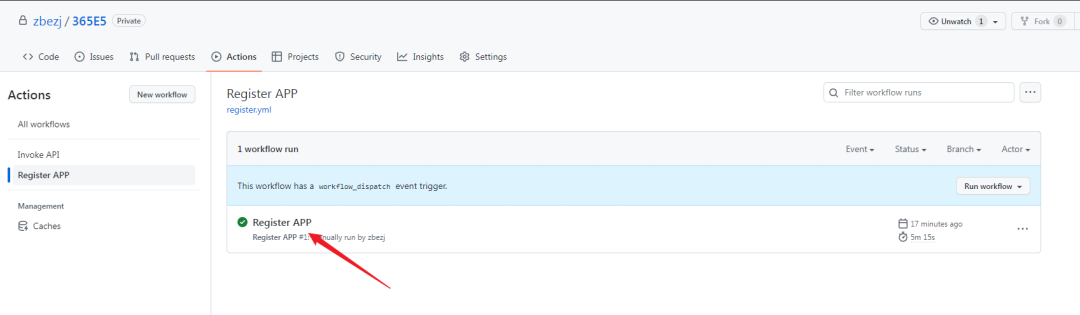 zbezj / 365E5 Private
Unwatch 1 Fork 0
Code Issues Pull requests Actions Projects Security Insights Settings
Actions New workflow
All workflows
Invoke API
Register APP
Management
Caches
Register APP
register.yml
Filter workflow runs
1 workflow run Event Status Branch Actor
This workflow has a workflow_dispatch event trigger. Run workflow
Register APP
Register APP #1: run by zbezj
17 minutes ago
5m 15s